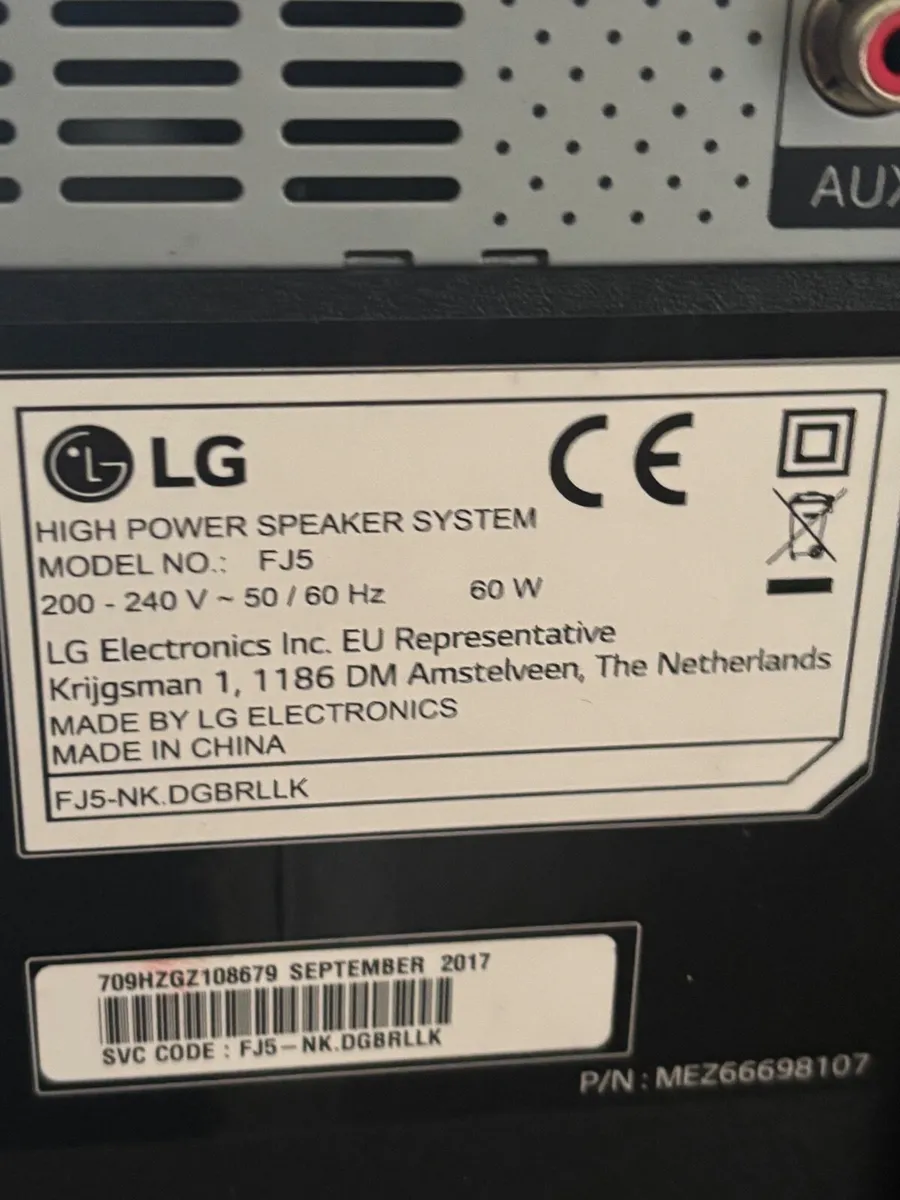 AUX
LG
CE
HIGH POWER SPEAKER SYSTEM
MODEL NO.: FJ5
200 - 240 V ~ 50 / 60 Hz 60 W
LG Electronics Inc. EU Representative
Krijgsman 1, 1186 DM Amstelveen, The Netherlands
MADE BY LG ELECTRONICS
MADE IN CHINA
FJ5-NK.DGBRLLK
709HZGZ108679 SEPTEMBER 2017
SVC CODE : FJ5-NK.DGBRLLK
P/N : MEZ66698107